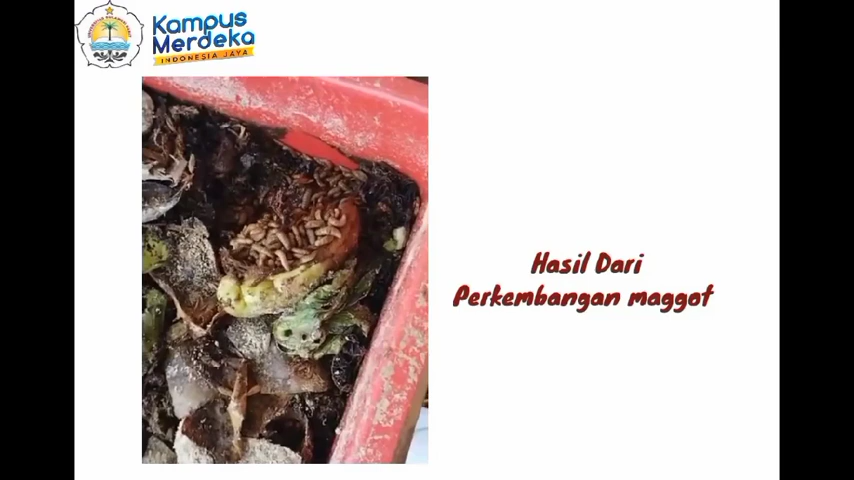 Kampus
Merdeka
INDONESIA JAYA
Hasil Dari
Perkembangan maggot